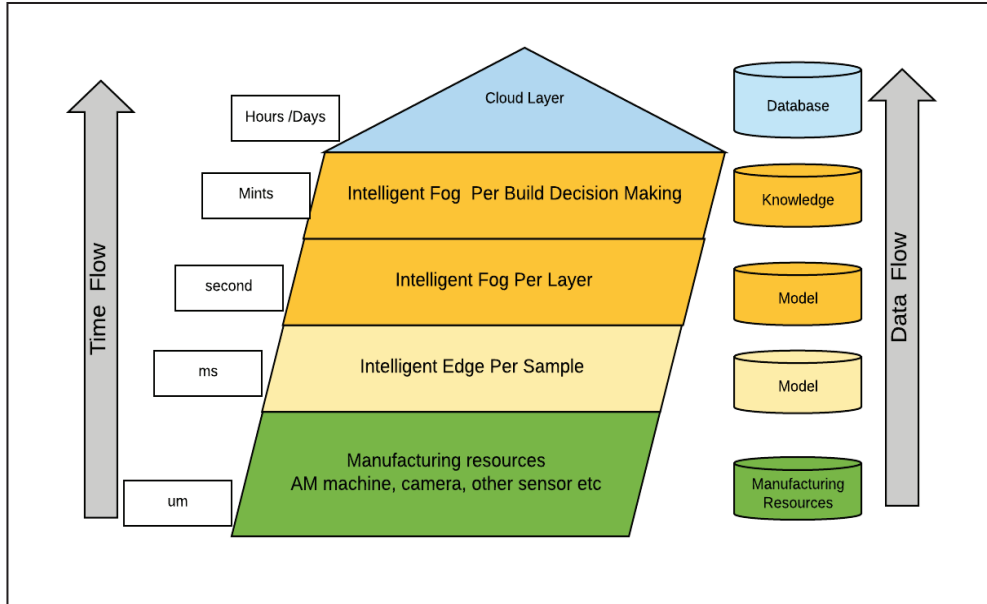 Cloud Layer
Hours /Days
Database
Mints
Intelligent Fog  Per Build Decision Making
Knowledge
second
Intelligent Fog Per Layer
Model
ms
Intelligent Edge Per Sample
Model
um
Manufacturing resources
AM machine, camera, other sensor etc
Manufacturing
Resources
Time  Flow
Data  Flow